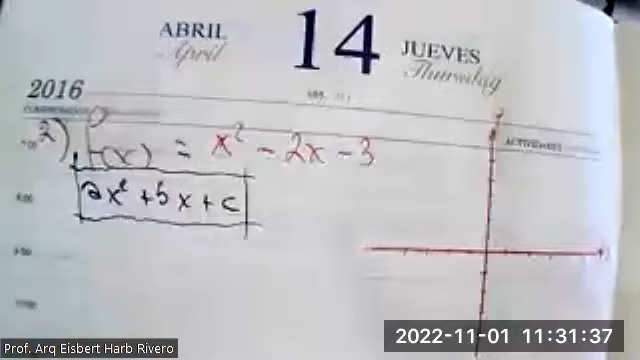 ABRIL
April
14
JUEVES
Thursday
2016
2) f(x) = x² - 2x - 3
ACTIVIDADES
ax² + bx + c
Prof. Arq Eisbert Harb Rivero
2022-11-01 11:31:37